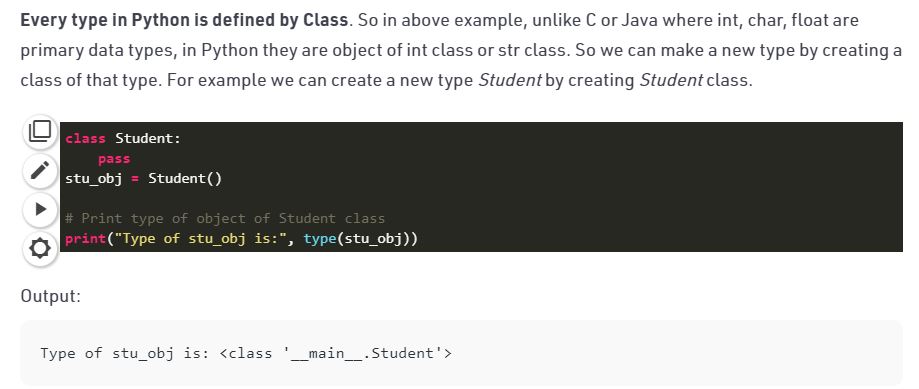 Every type in Python is defined by Class. So in above example, unlike C or Java where int, char, float are
primary data types, in Python they are object of int class or str class. So we can make a new type by creating a
class of that type. For example we can create a new type Student by creating Student class.
class Student:
    pass
stu_obj = Student()
# Print type of object of Student class
print("Type of stu_obj is:", type(stu_obj))
Output:
Type of stu_obj is: <class '__main__.Student'>